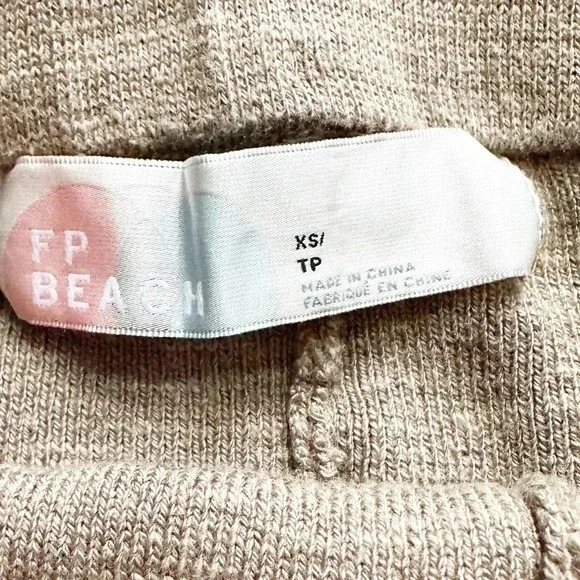 FP
BEACH
XS/
TP
MADE IN CHINA
FABRIQUÉ EN CHINE